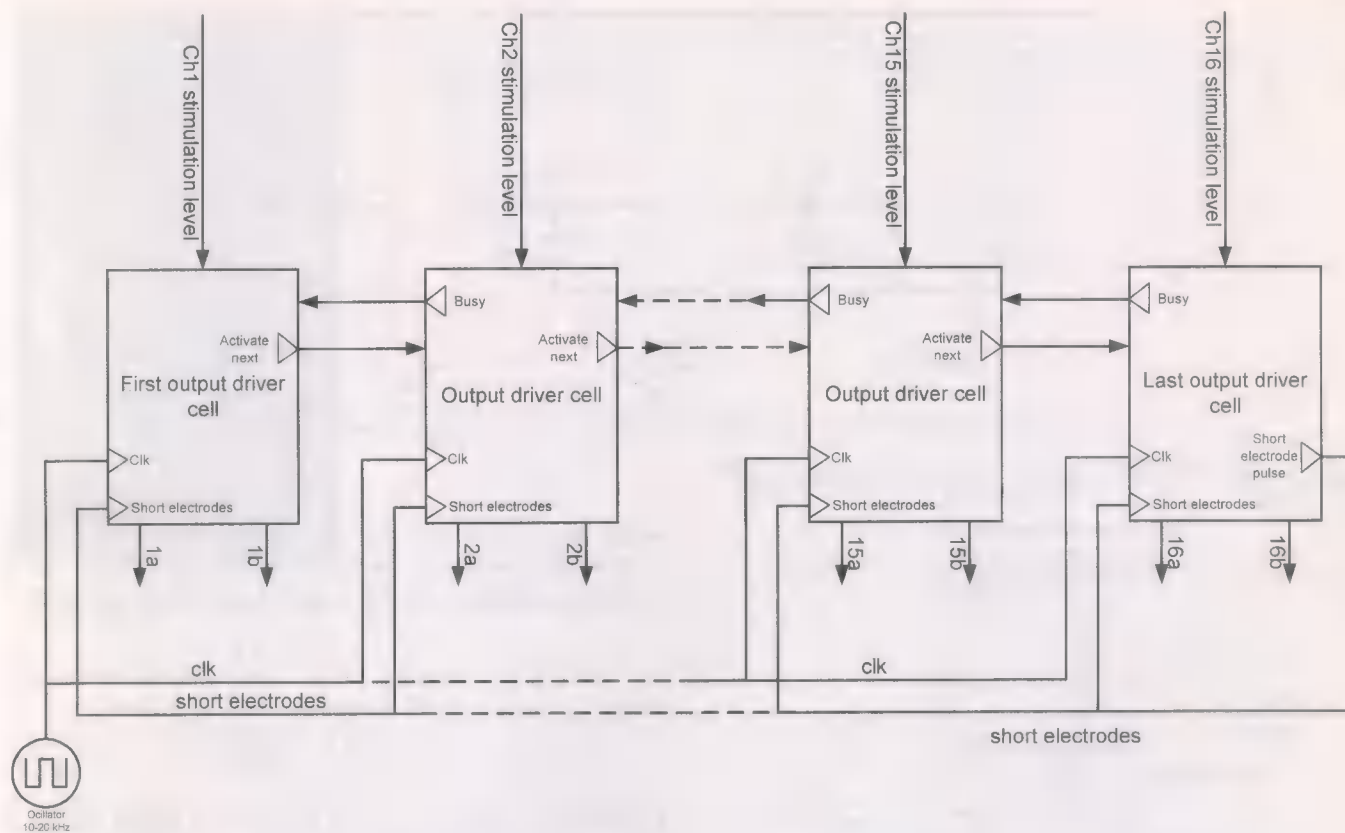 Ch1 stimulation level
Ch2 stimulation level
Ch15 stimulation level
Ch16 stimulation level
Activate
next
First output driver
cell
Clk
Short electrodes
1a
1b
Busy
Activate
next
Output driver cell
Clk
Short electrodes
2a
2b
Busy
Activate
next
Output driver cell
Clk
Short electrodes
15a
15b
Busy
Last output driver
cell
Short
electrode
pulse
Clk
Short electrodes
16a
16b
clk
clk
short electrodes
short electrodes
Ocillator
10-20 kHz